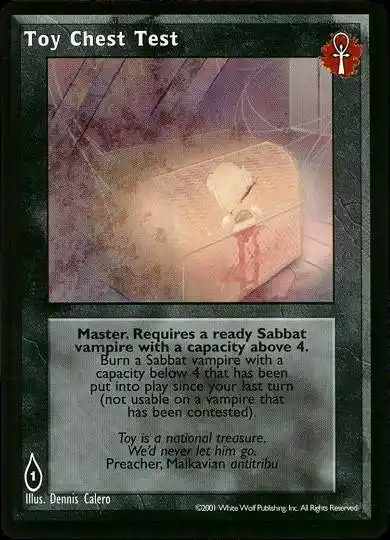 Toy Chest Test
Master. Requires a ready Sabbat
vampire with a capacity above 4.
Burn a Sabbat vampire with a
capacity below 4 that has been
put into play since your last turn
(not usable on a vampire that
has been contested).
Toy is a national treasure.
We'd never let him go.
Preacher, Malkavian antitribu
1
Illus. Dennis Calero
©2001 White Wolf Publishing, Inc. All Rights Reserved.